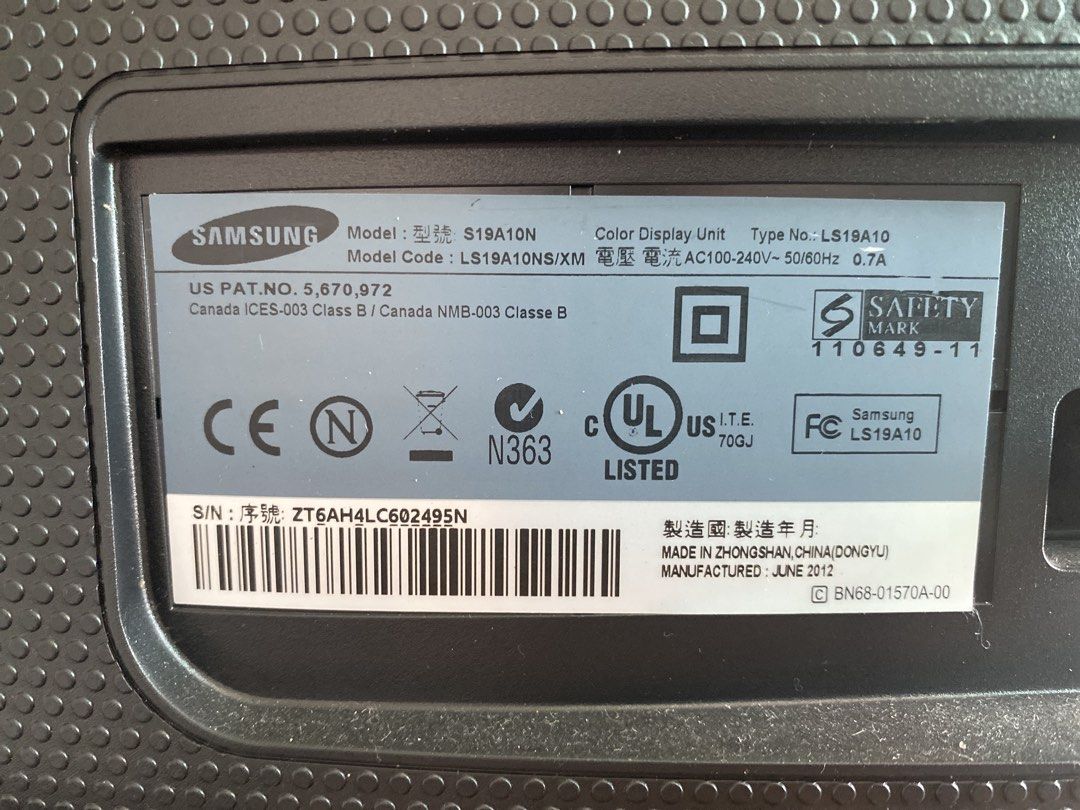 SAMSUNG
Model : 型號: S19A10N Color Display Unit Type No.: LS19A10
Model Code : LS19A10NS/XM 電壓 電流 AC100-240V~ 50/60Hz 0.7A
US PAT.NO. 5,670,972
Canada ICES-003 Class B / Canada NMB-003 Classe B
SAFETY
MARK
110649-11
CE N N363
C UL US I.T.E.
70GJ
LISTED
FC Samsung
LS19A10
S/N : 序號: ZT6AH4LC602495N
製造國: 製造年月:
MADE IN ZHONGSHAN,CHINA(DONGYU)
MANUFACTURED : JUNE 2012
C BN68-01570A-00